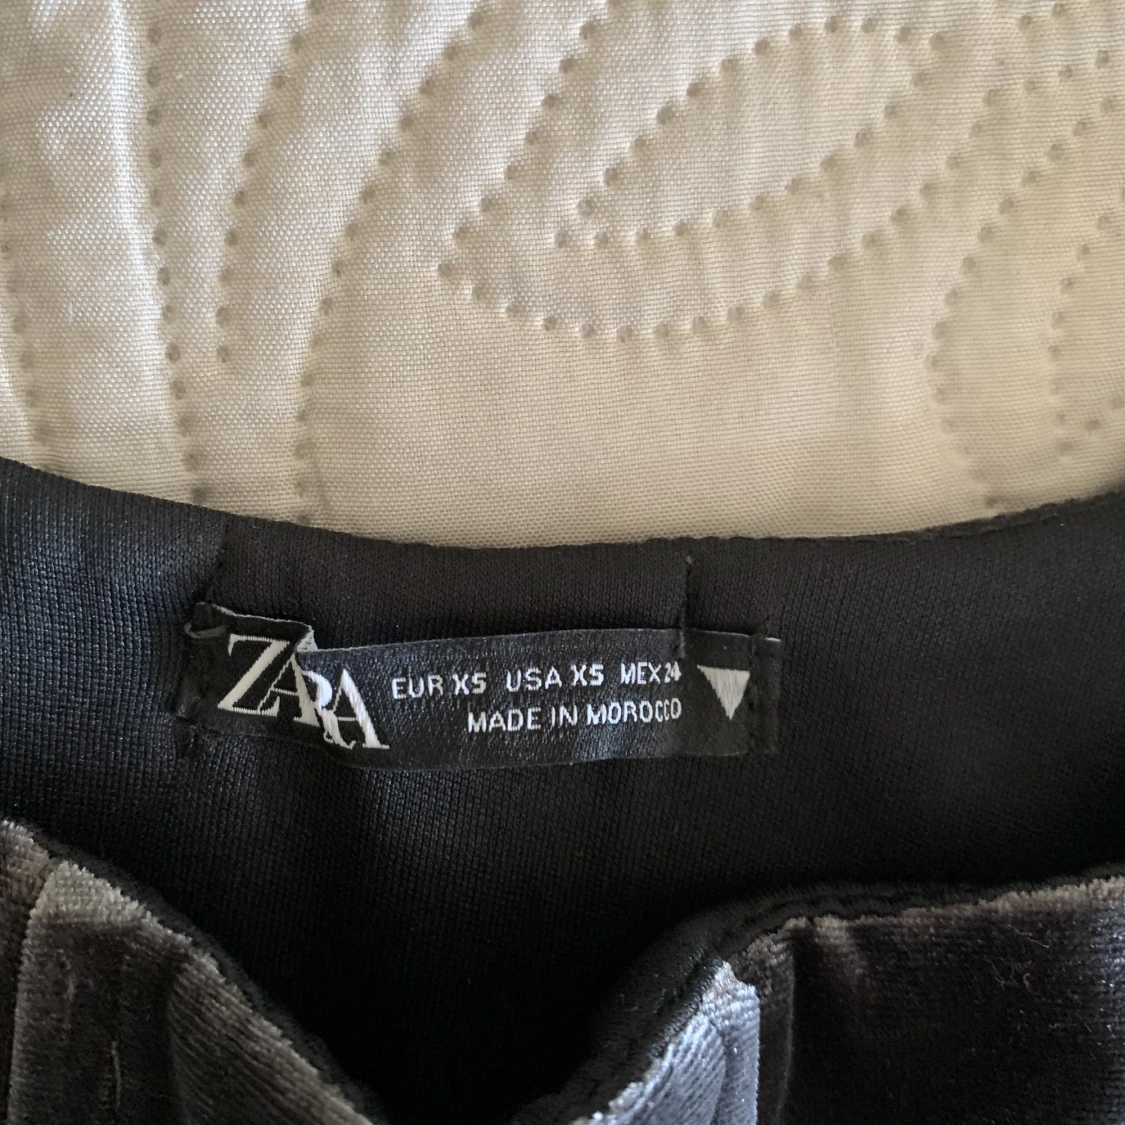 ZARA
EUR XS USA XS MEX 24
MADE IN MOROCCO